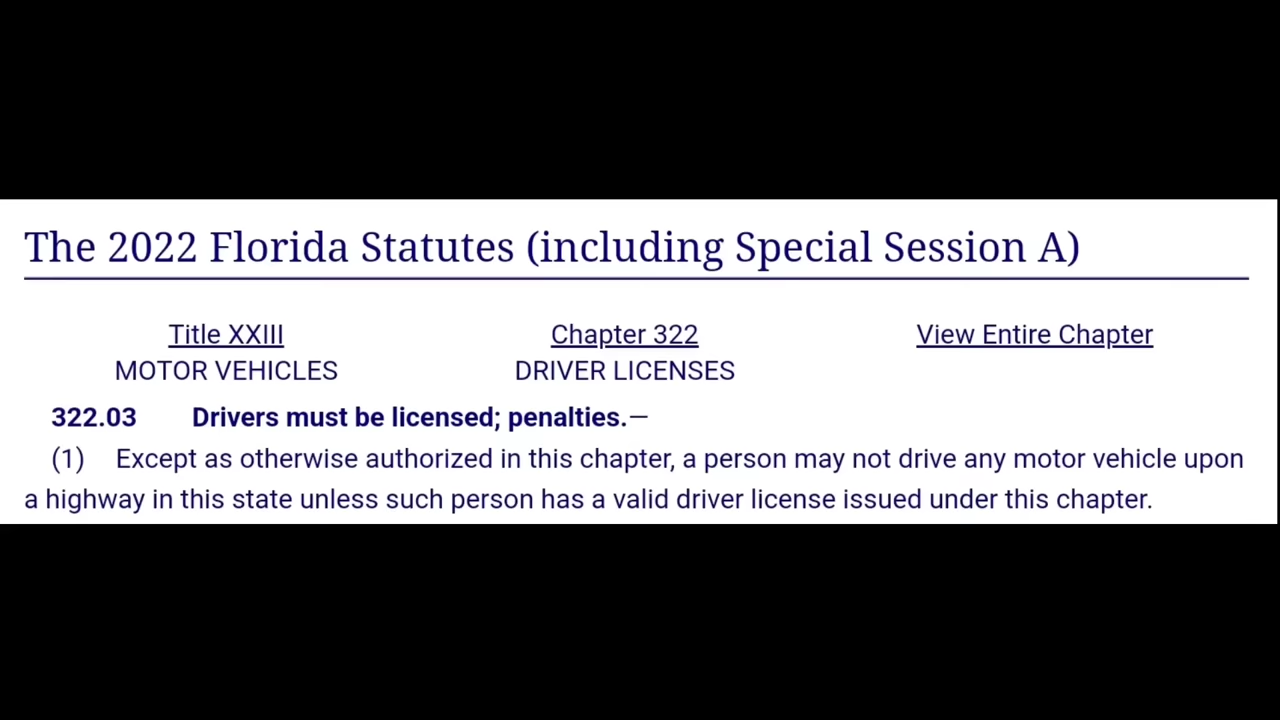 The 2022 Florida Statutes (including Special Session A)
Title XXIII
Chapter 322
View Entire Chapter
MOTOR VEHICLES
DRIVER LICENSES
322.03 Drivers must be licensed; penalties.—
(1) Except as otherwise authorized in this chapter, a person may not drive any motor vehicle upon
a highway in this state unless such person has a valid driver license issued under this chapter.